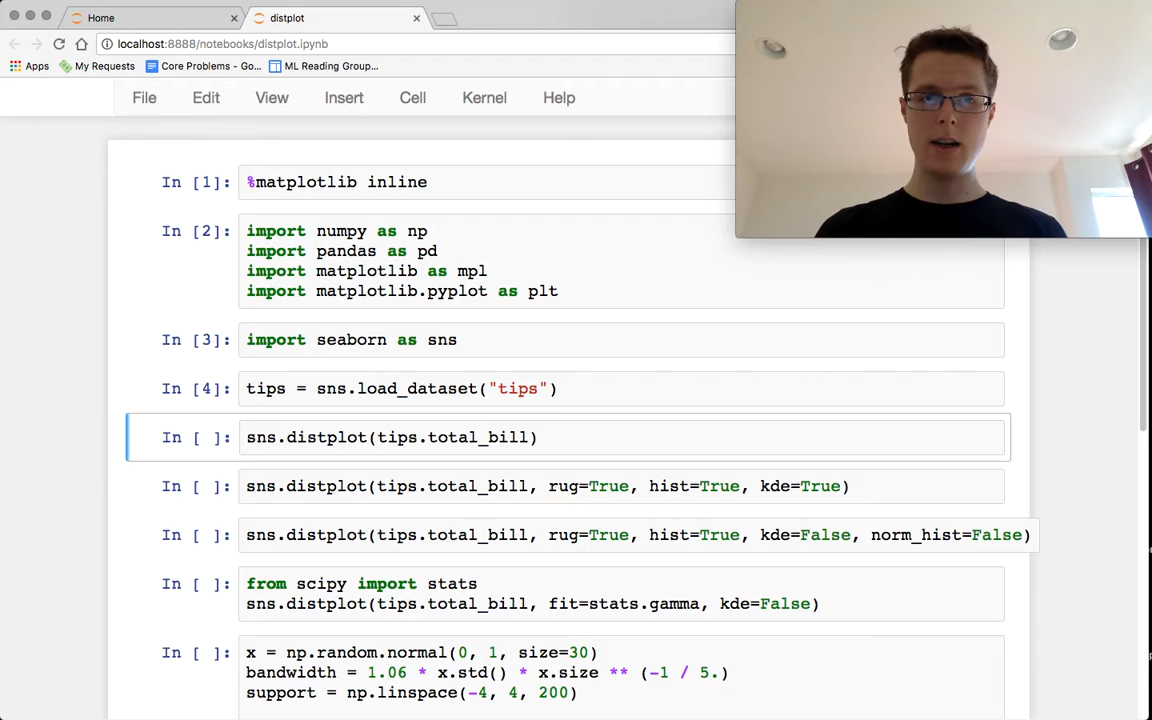 Home
distplot
localhost:8888/notebooks/distplot.ipynb
Apps My Requests Core Problems - Go... ML Reading Group...
File Edit View Insert Cell Kernel Help
In [1]: %matplotlib inline
In [2]: import numpy as np
import pandas as pd
import matplotlib as mpl
import matplotlib.pyplot as plt
In [3]: import seaborn as sns
In [4]: tips = sns.load_dataset("tips")
In [ ]: sns.distplot(tips.total_bill)
In [ ]: sns.distplot(tips.total_bill, rug=True, hist=True, kde=True)
In [ ]: sns.distplot(tips.total_bill, rug=True, hist=True, kde=False, norm_hist=False)
In [ ]: from scipy import stats
sns.distplot(tips.total_bill, fit=stats.gamma, kde=False)
In [ ]: x = np.random.normal(0, 1, size=30)
bandwidth = 1.06 * x.std() * x.size ** (-1 / 5.)
support = np.linspace(-4, 4, 200)